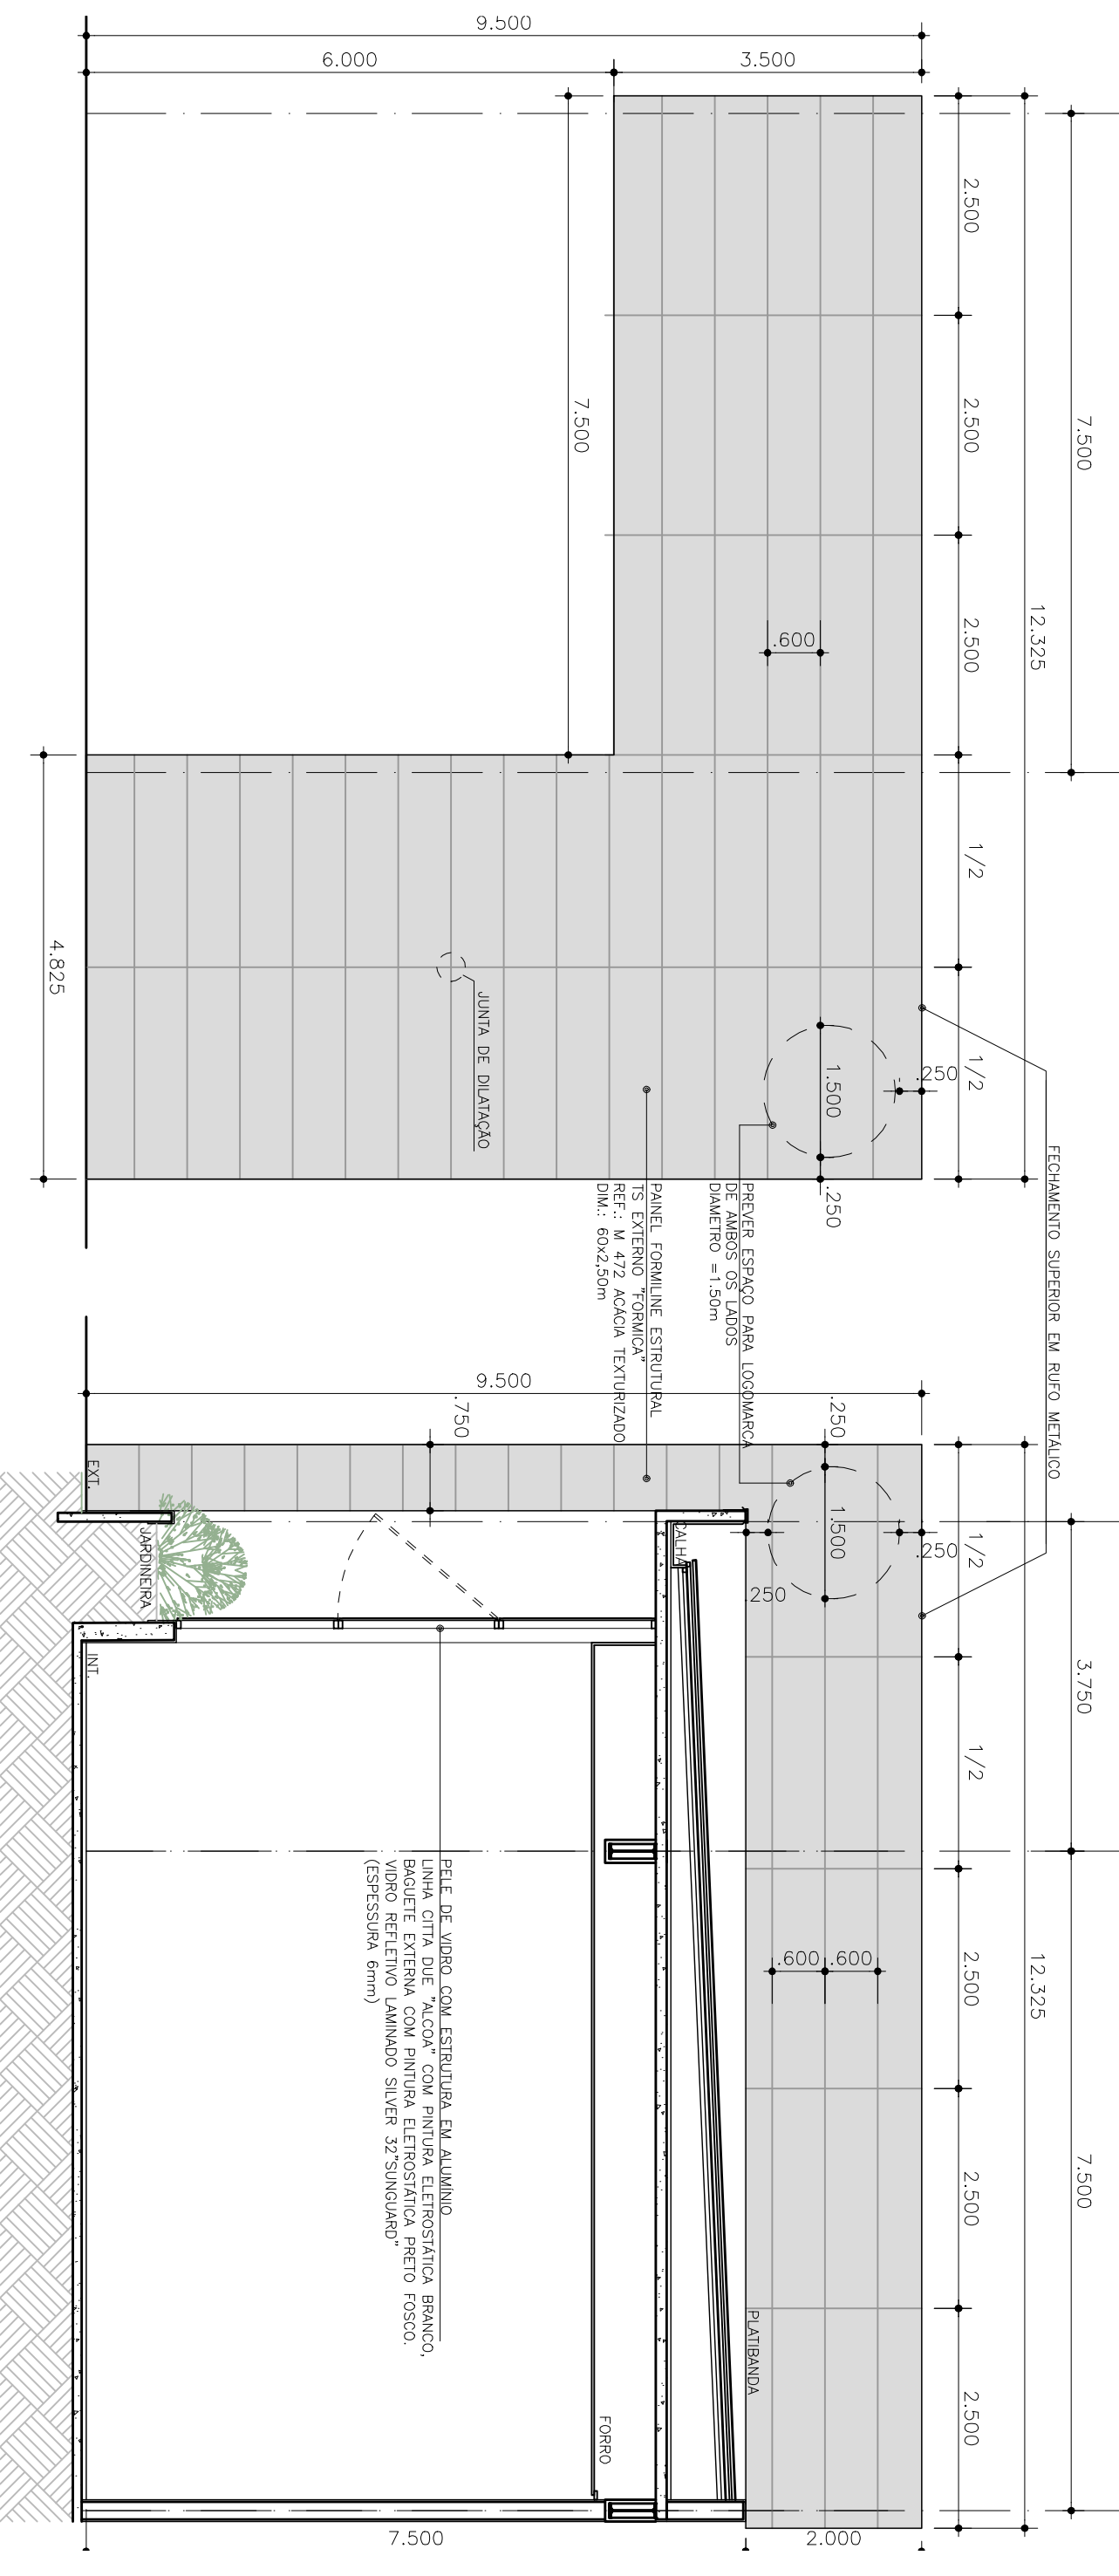 9.500
6.000
3.500
2.500
2.500
2.500
7.500
12.325
7.500
.600
1/2
1/2
4.825
JUNTA DE DILATAÇÃO
1.500
.250
.250
FECHAMENTO SUPERIOR EM RUFO METÁLICO
PREVER ESPAÇO PARA LOGOMARCA
DE AMBOS OS LADOS
DIAMETRO =1.50m
PAINEL FORMILINE ESTRUTURAL
TS EXTERNO "FORMICA"
REF.: M 472 ACÁCIA TEXTURIZADO
DIM.: 60x2,50m
9.500
.750
.250
1.500
.250
.250
1/2
1/2
3.750
12.325
7.500
2.500
2.500
2.500
.600
.600
EXT.
JARDINEIRA
INT.
CALHA
PELE DE VIDRO COM ESTRUTURA EM ALUMÍNIO
LINHA CITTA DUE "ALCOA" COM PINTURA ELETROSTÁTICA BRANCO,
BAGUETE EXTERNA COM PINTURA ELETROSTÁTICA PRETO FOSCO.
VIDRO REFLETIVO LAMINADO SILVER 32"SUNGUARD"
(ESPESSURA 6mm)
PLATIBANDA
FORRO
7.500
2.000